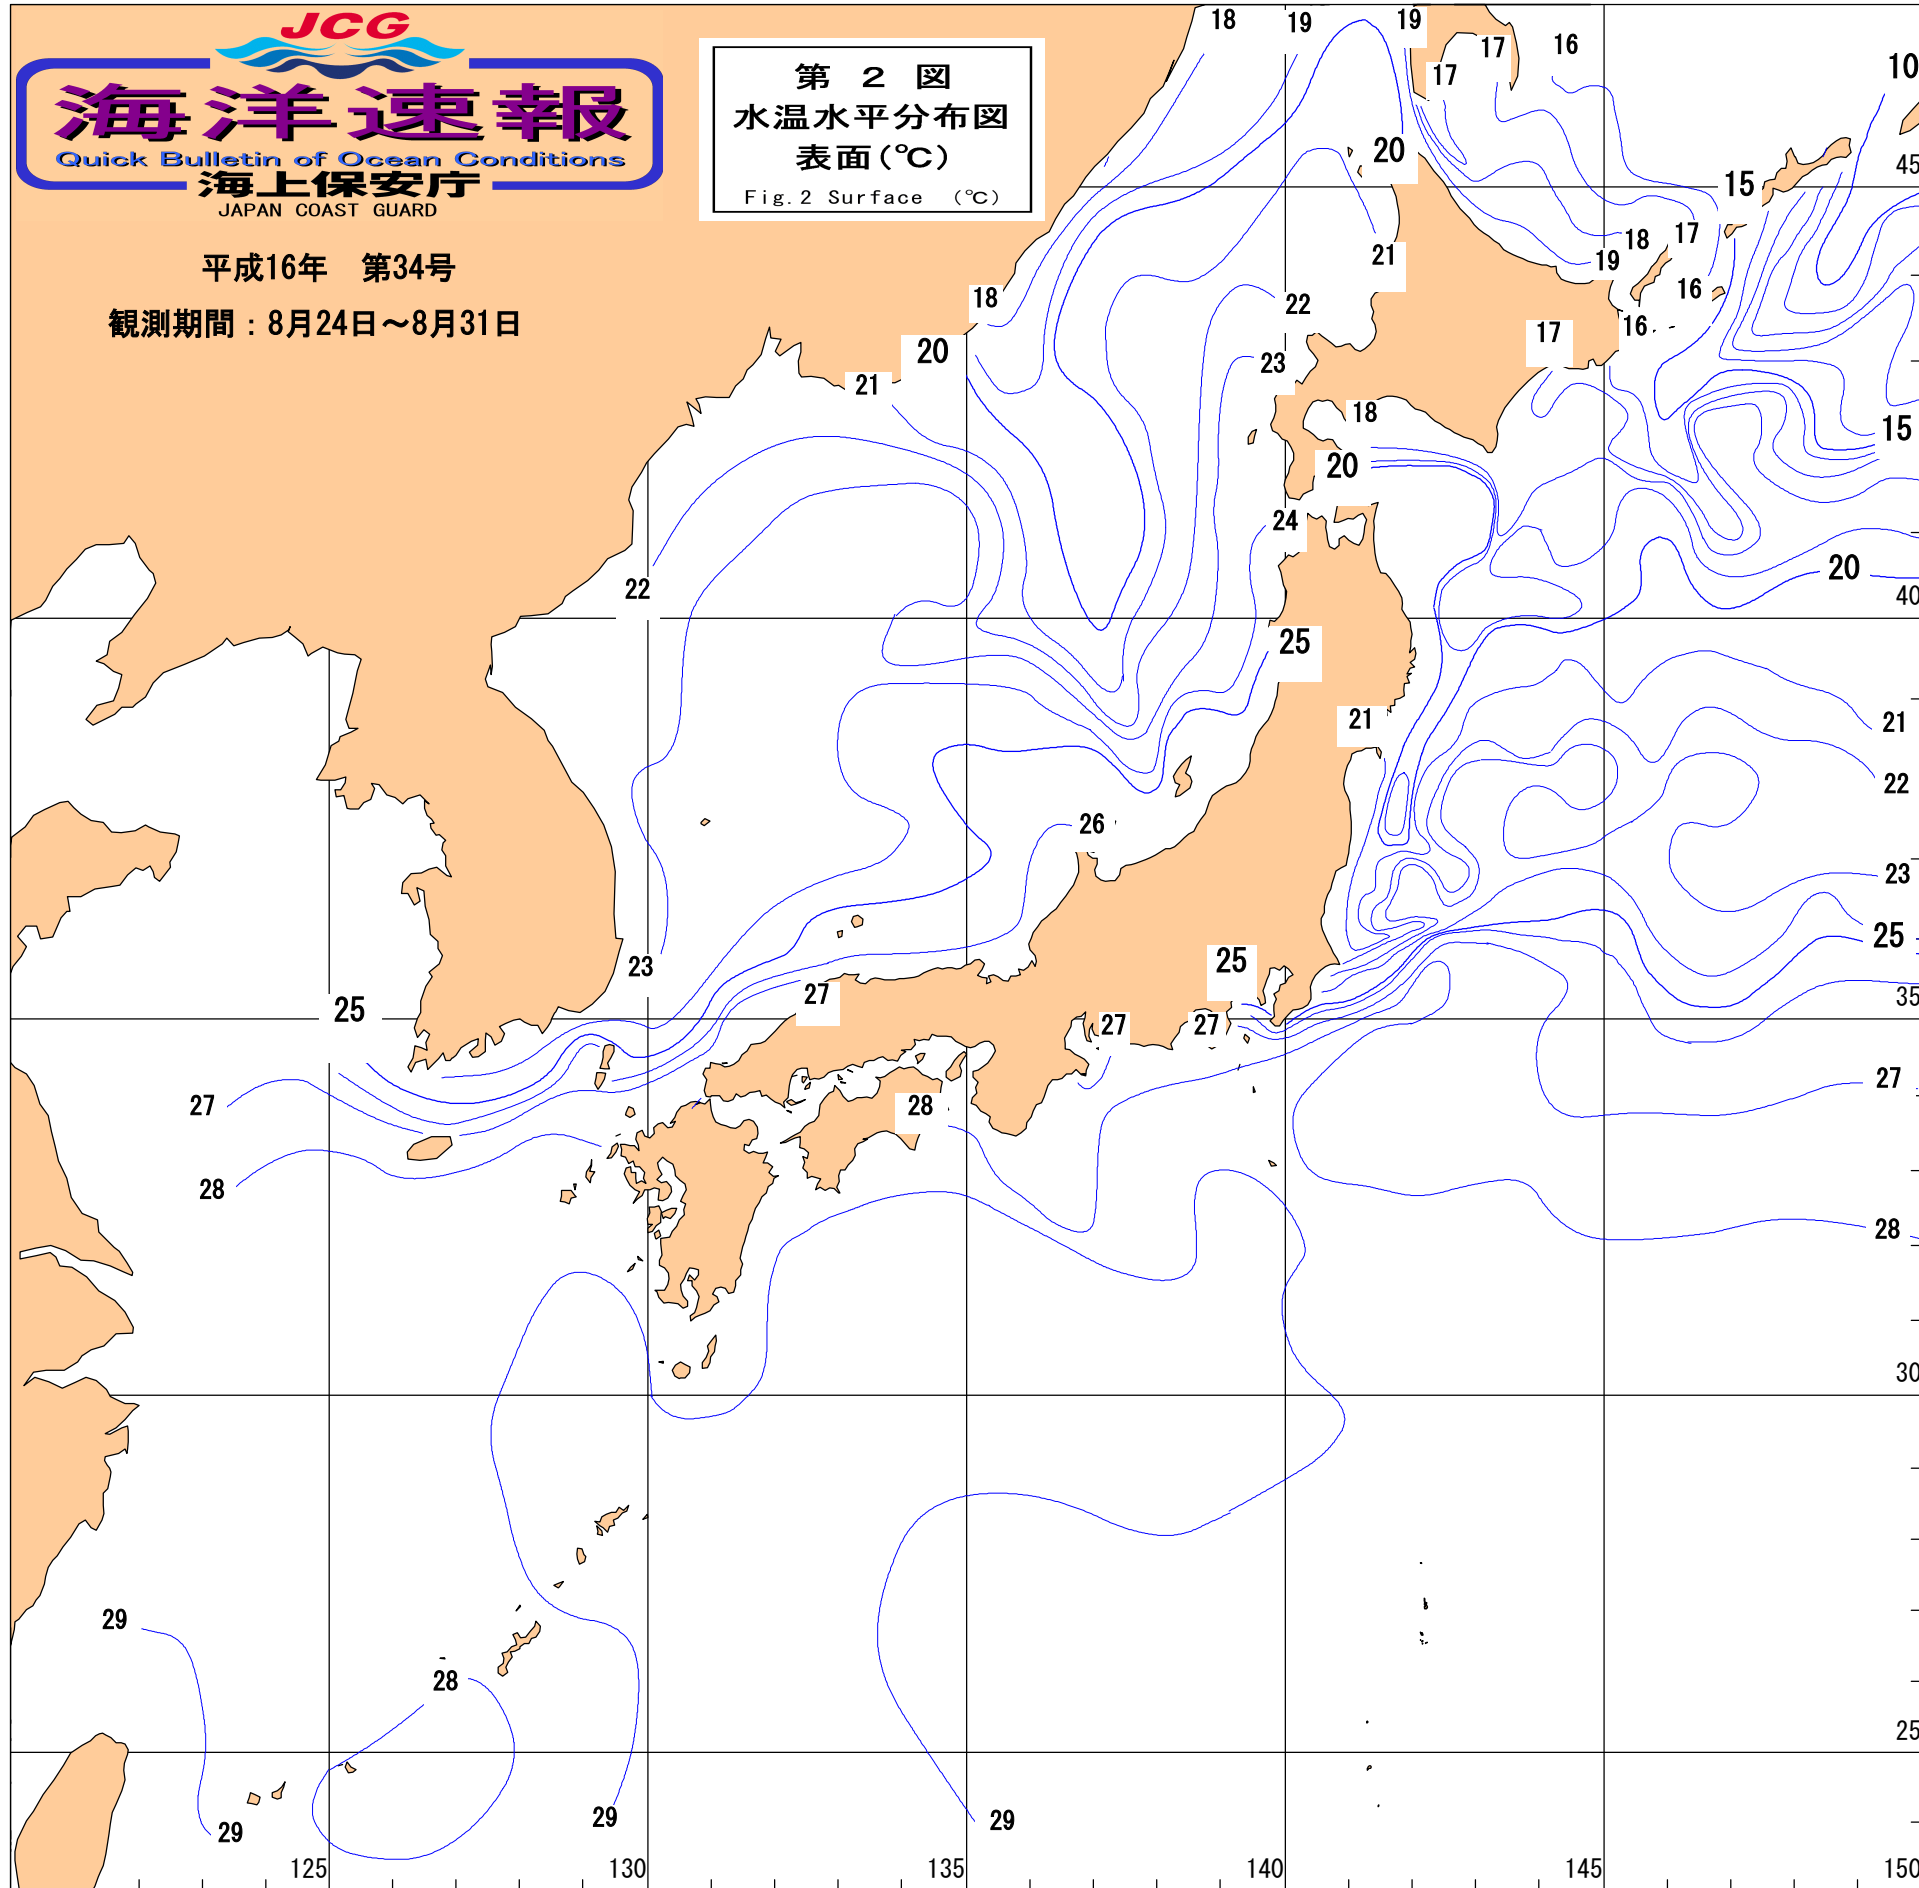 JCG
海洋速報
Quick Bulletin of Ocean Conditions
海上保安庁
JAPAN COAST GUARD
平成16年 第34号
観測期間：8月24日～8月31日
第 2 図
水温水平分布図
表面(℃)
Fig.2 Surface (℃)
18 19 19 17 16
17 10
20 45
15
21 18 17
19
18 22 16
16
20 17
21 23
18 15
20
24
22 20 40
25
21 21
22
26
23
23 25 25
25 27 35
27 27
27 28 27
28
28
30
29
28
29 29 29
25
125 130 135 140 145 150